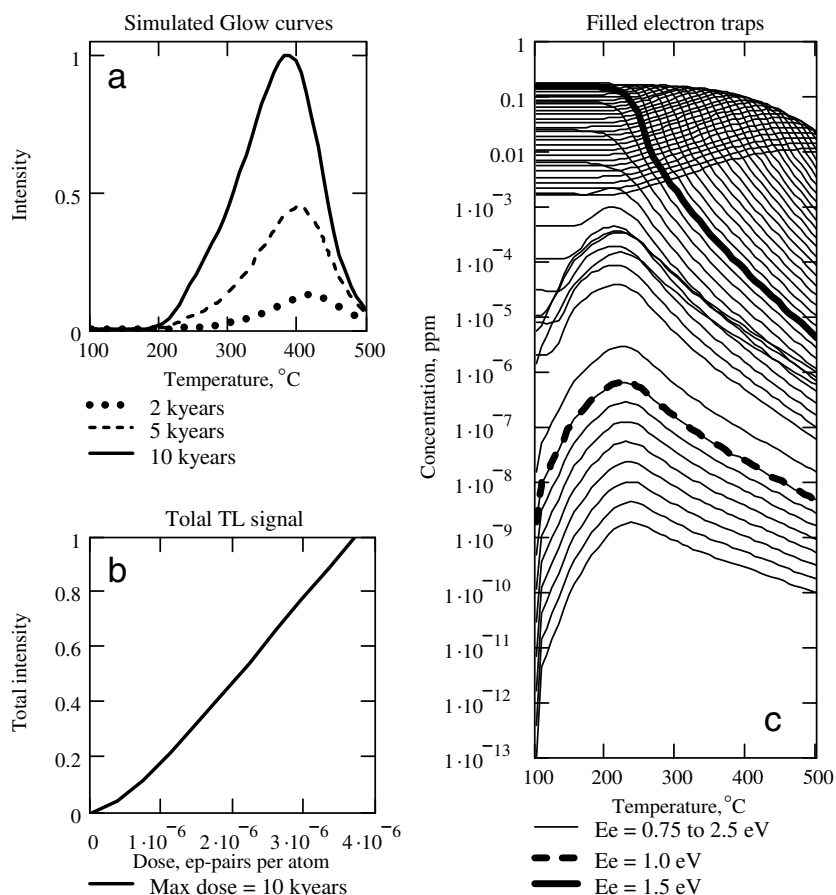 Simulated Glow curves
a
1
0.5
0
Intensity
100 200 300 400 500
Temperature, °C
2 kyears
5 kyears
10 kyears
Tolal TL signal
b
1
0.8
0.6
0.4
0.2
0
Total intensity
0 1·10⁻⁶ 2·10⁻⁶ 3·10⁻⁶ 4·10⁻⁶
Dose, ep-pairs per atom
Max dose = 10 kyears
Filled electron traps
1
0.1
0.01
1·10⁻³
1·10⁻⁴
1·10⁻⁵
1·10⁻⁶
1·10⁻⁷
1·10⁻⁸
1·10⁻⁹
1·10⁻¹⁰
1·10⁻¹¹
1·10⁻¹²
1·10⁻¹³
Concentration, ppm
c
100 200 300 400 500
Temperature, °C
Ee = 0.75 to 2.5 eV
Ee = 1.0 eV
Ee = 1.5 eV